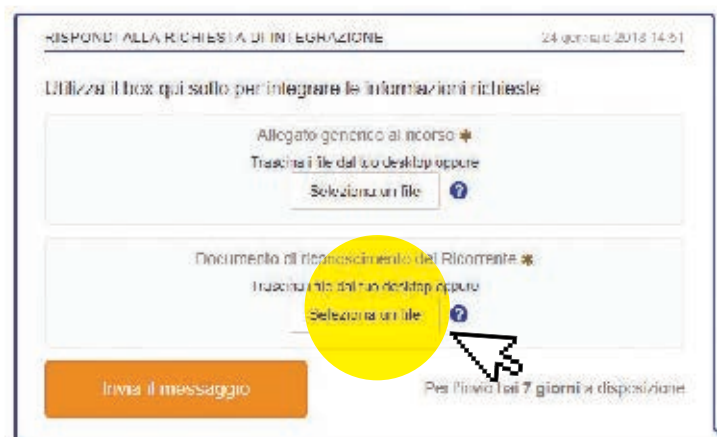 RISPONDI ALLA RICHIESTA DI INTEGRAZIONE
24 gennaio 2018 14:51
Utilizza il box qui sotto per integrare le informazioni richieste
Allegato generico al ricorso *
Trascina i file dal tuo desktop oppure
Seleziona un file ?
Documento di riconoscimento del Ricorrente *
Trascina i file dal tuo desktop oppure
Seleziona un file ?
Invia il messaggio
Per l'invio hai 7 giorni a disposizione